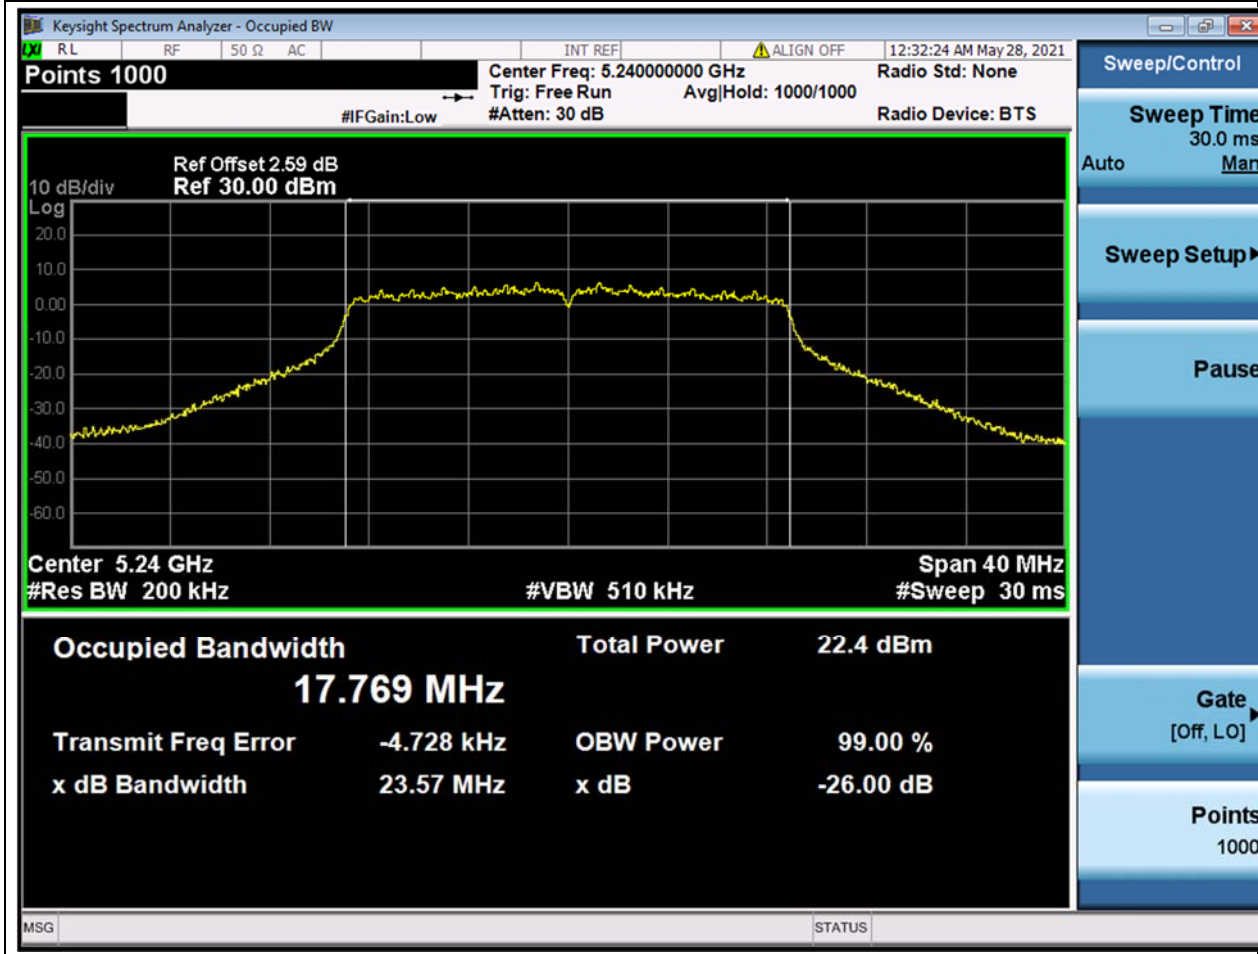 Keysight Spectrum Analyzer - Occupied BW
LXI RL RF 50 Ω AC INT REF ALIGN OFF 12:32:24 AM May 28, 2021
Points 1000
Center Freq: 5.240000000 GHz Radio Std: None
Trig: Free Run Avg|Hold: 1000/1000
#IFGain:Low #Atten: 30 dB Radio Device: BTS
Ref Offset 2.59 dB
10 dB/div Ref 30.00 dBm
Log
20.0
10.0
0.00
-10.0
-20.0
-30.0
-40.0
-50.0
-60.0
Center 5.24 GHz Span 40 MHz
#Res BW 200 kHz #VBW 510 kHz #Sweep 30 ms
Occupied Bandwidth Total Power 22.4 dBm
17.769 MHz
Transmit Freq Error -4.728 kHz OBW Power 99.00 %
x dB Bandwidth 23.57 MHz x dB -26.00 dB
MSG STATUS
Sweep/Control
Sweep Time
30.0 ms
Auto Man
Sweep Setup
Pause
Gate
[Off, LO]
Points
1000